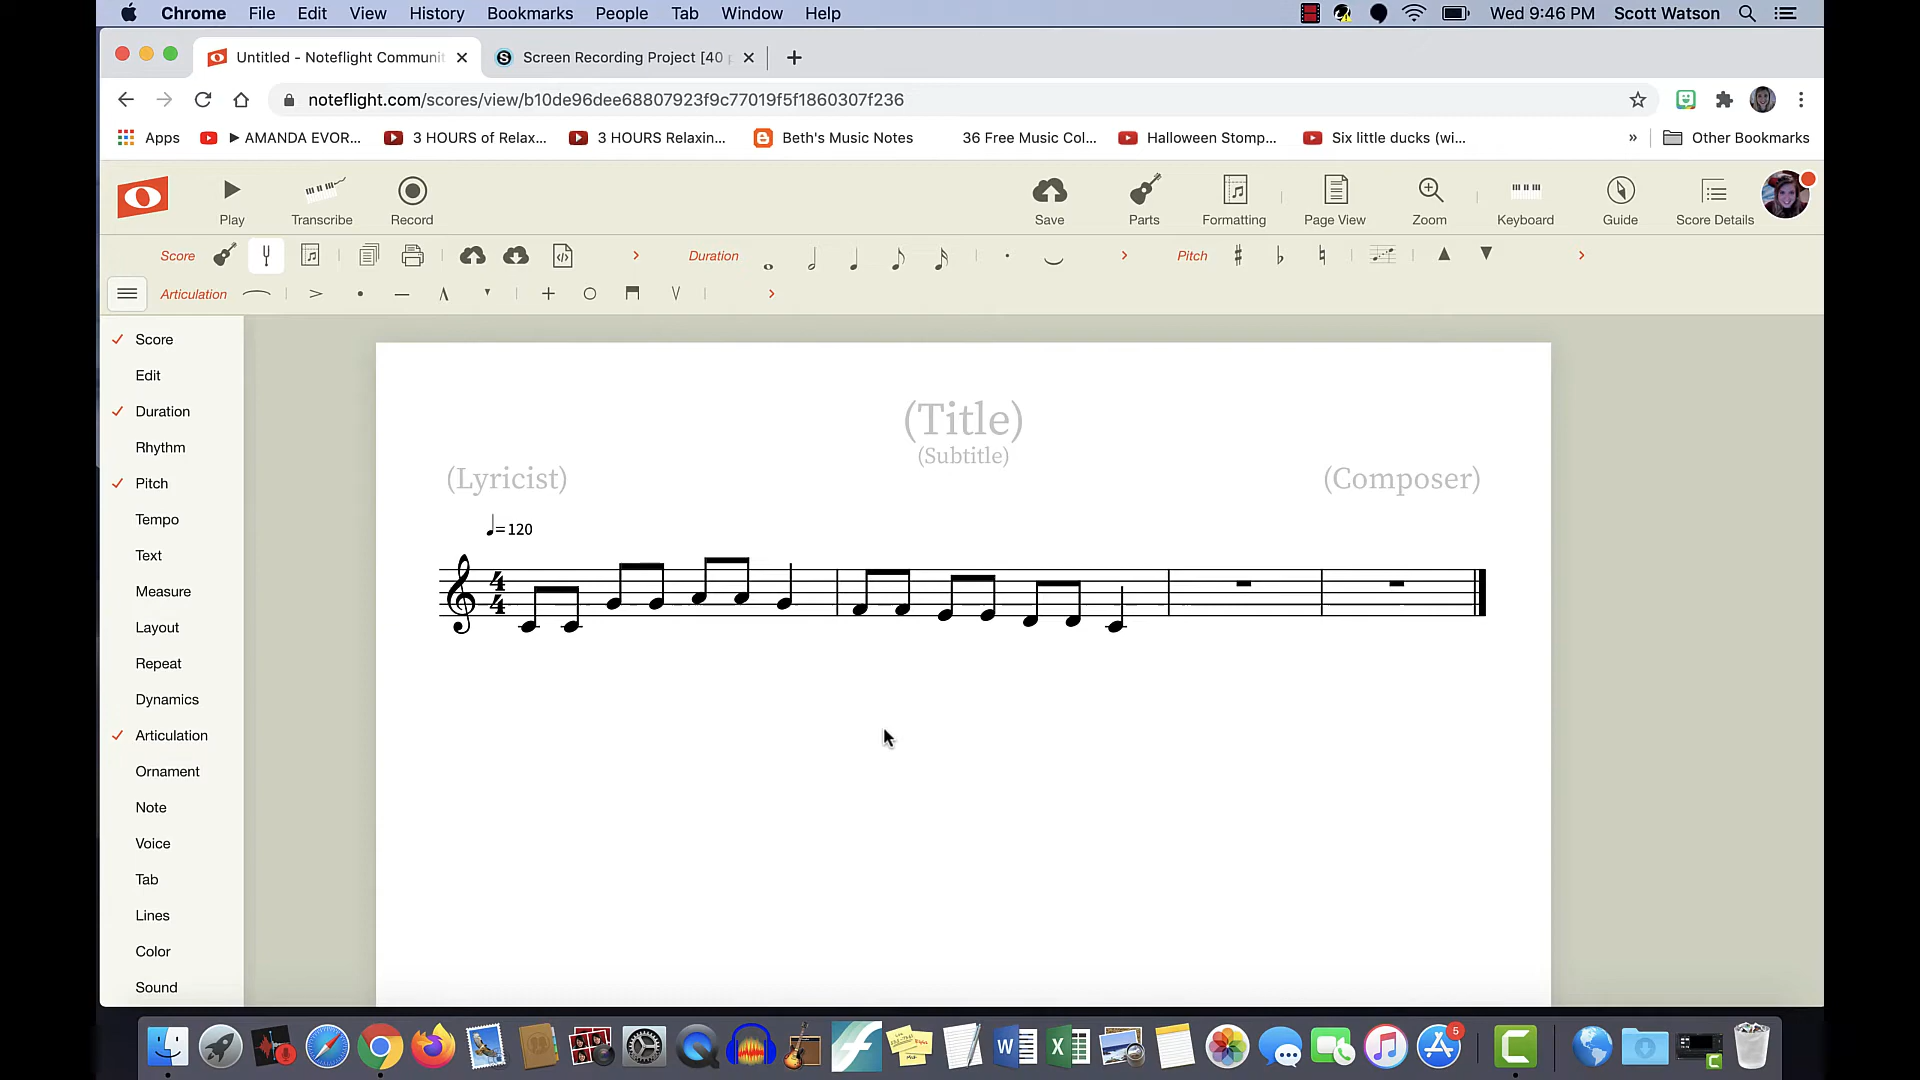 Chrome File Edit View History Bookmarks People Tab Window Help Wed 9:46 PM Scott Watson
Untitled - Noteflight Communit Screen Recording Project [40 p
noteflight.com/scores/view/b10de96dee68807923f9c77019f5f1860307f236
Apps ▶ AMANDA EVOR... 3 HOURS of Relax... 3 HOURS Relaxin... Beth's Music Notes 36 Free Music Col... Halloween Stomp... Six little ducks (wi... » Other Bookmarks
Play Transcribe Record Save Parts Formatting Page View Zoom Keyboard Guide Score Details
Score Duration Pitch
Articulation
Score
Edit
Duration
Rhythm
Pitch
Tempo
Text
Measure
Layout
Repeat
Dynamics
Articulation
Ornament
Note
Voice
Tab
Lines
Color
Sound
(Title)
(Subtitle)
(Lyricist) (Composer)
♩=120
4
4
5